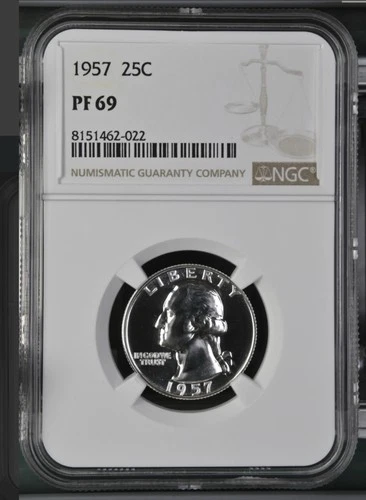 1957 25C
PF 69
8151462-022
NUMISMATIC GUARANTY COMPANY
NGC®
LIBERTY
IN GOD WE
TRUST
1957